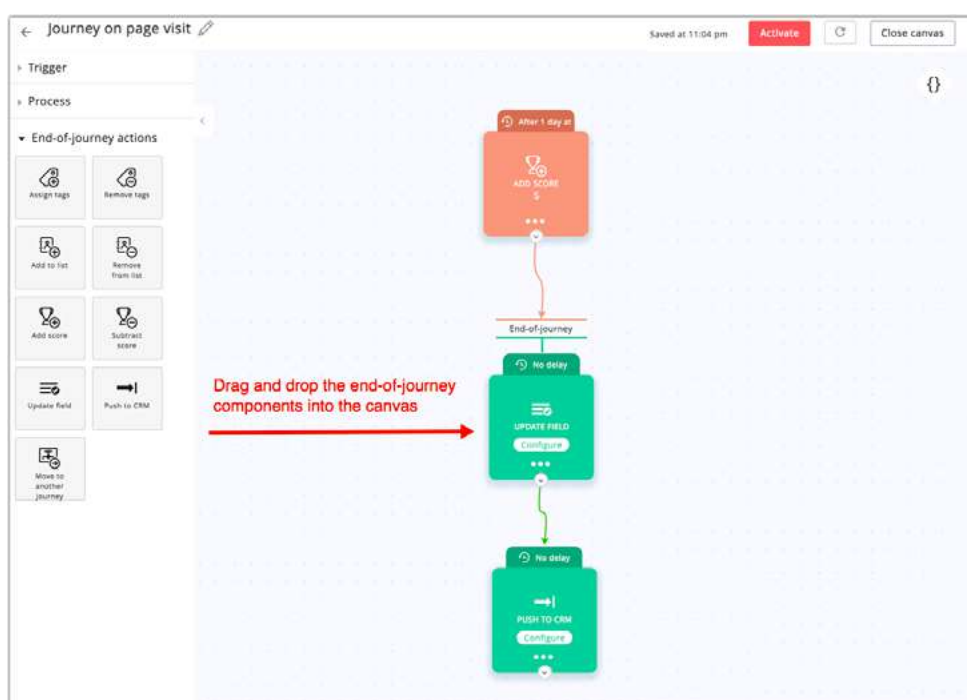 Journey on page visit
Saved at 11:04 pm
Activate
Close canvas
Trigger
Process
End-of-journey actions
Assign tags
Remove tags
Add to list
Remove
from list
Add score
Subtract
score
Update field
Push to CRM
Move to
another
journey
{}
After 1 day at
ADD SCORE
5
End-of-journey
No delay
UPDATE FIELD
Configure
Drag and drop the end-of-journey
components into the canvas
No delay
PUSH TO CRM
Configure